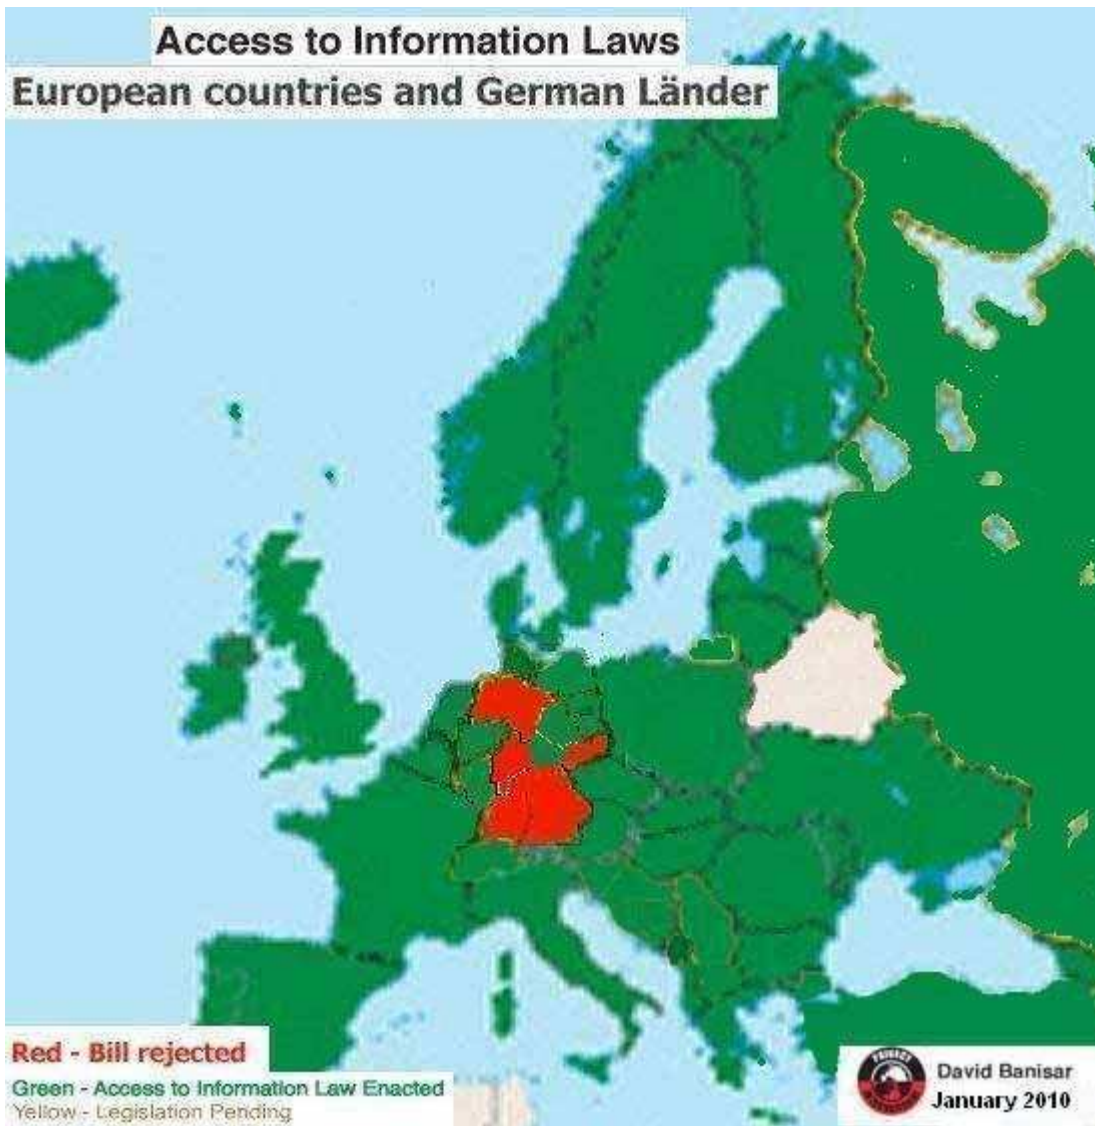 Access to Information Laws
European countries and German Länder
Red - Bill rejected
Green - Access to Information Law Enacted
Yellow - Legislation Pending
PRIVACY
David Banisar
January 2010